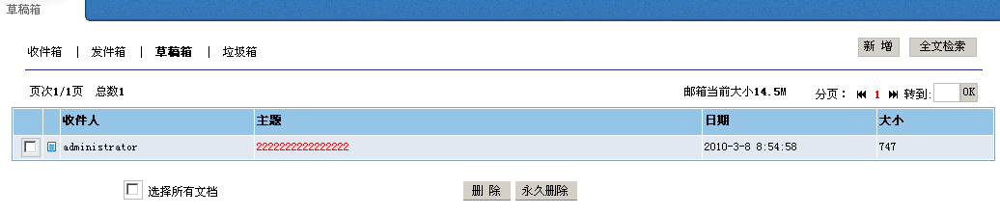 草稿箱
收件箱 | 发件箱 | 草稿箱 | 垃圾箱 新 增 全文检索
页次1/1页 总数1 邮箱当前大小14.5M 分页： 1 转到: OK
收件人 主题 日期 大小
administrator 2222222222222222 2010-3-8 8:54:58 747
选择所有文档 删 除 永久删除